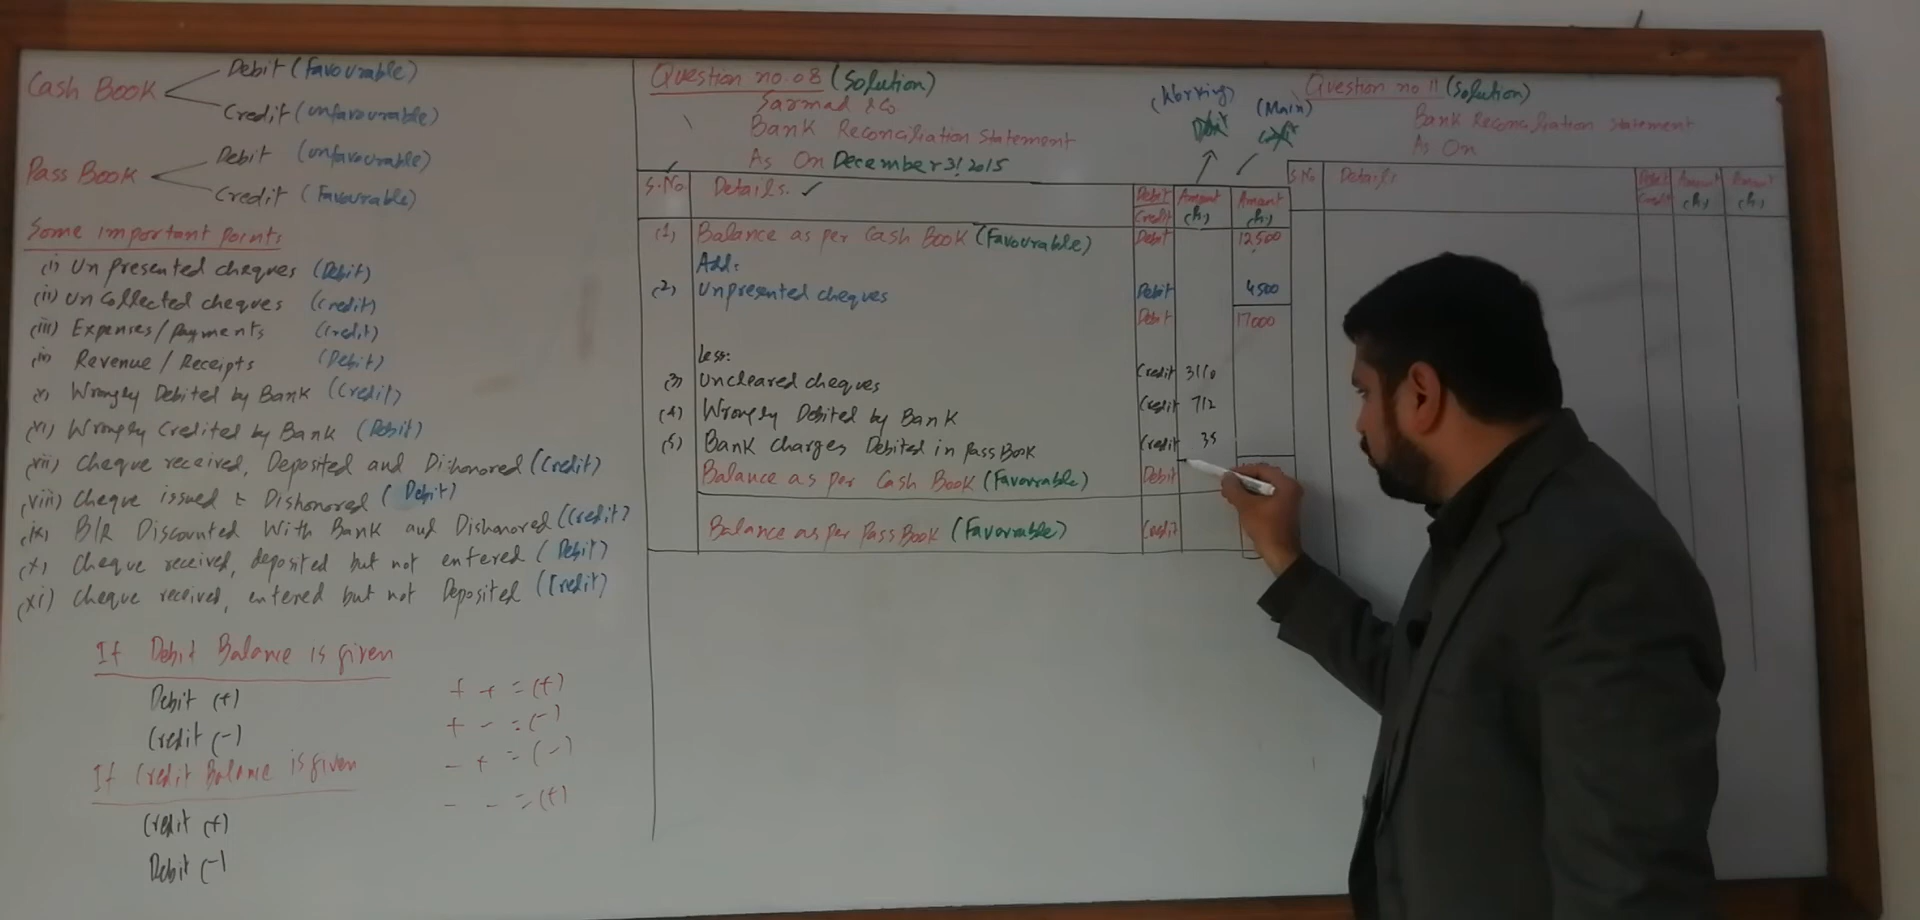 Cash Book
Debit (Favourable)
Credit (unfavourable)
Pass Book
Debit (unfavourable)
Credit (Favourable)
Some important points
(i) Un presented cheques (Debit)
(ii) Un Collected cheques (Credit)
(iii) Expenses/payments (Credit)
(iv) Revenue/Receipts (Debit)
(v) Wrongly Debited by Bank (Credit)
(vi) Wrongly Credited by Bank (Debit)
(vii) Cheque received, Deposited and Dishonored (Credit)
(viii) Cheque issued & Dishonored (Debit)
(ix) B/R Discounted With Bank and Dishonored (Credit)
(x) Cheque received, deposited but not entered (Debit)
(xi) Cheque received, entered but not Deposited (Credit)
If Debit Balance is given
Debit (+)
Credit (-)
If Credit Balance is given
Credit (+)
Debit (-)
+ + = (+)
+ - = (-)
- + = (-)
- - = (+)
Question no. 08 (Solution)
Sarmad & Co
Bank Reconciliation Statement
As On December 31 2015
(Working)
(Main)
S.No Details. Debit Credit Amount (Rs) Amount (Rs)
(1) Balance as per Cash Book (Favourable) Debit 12,500
Add:
(2) Unpresented cheques Debit 4500
Debit 17000
Less:
(3) Uncleared cheques Credit 3110
(4) Wrongly Debited by Bank Credit 712
(5) Bank charges Debited in Pass Book Credit 35
Balance as per Cash Book (Favourable) Debit
Balance as per Pass Book (Favourable) Credit
Question no 11 (Solution)
Bank Reconciliation Statement
As On
S.No Details Debit Credit Amount (Rs) Amount (Rs)